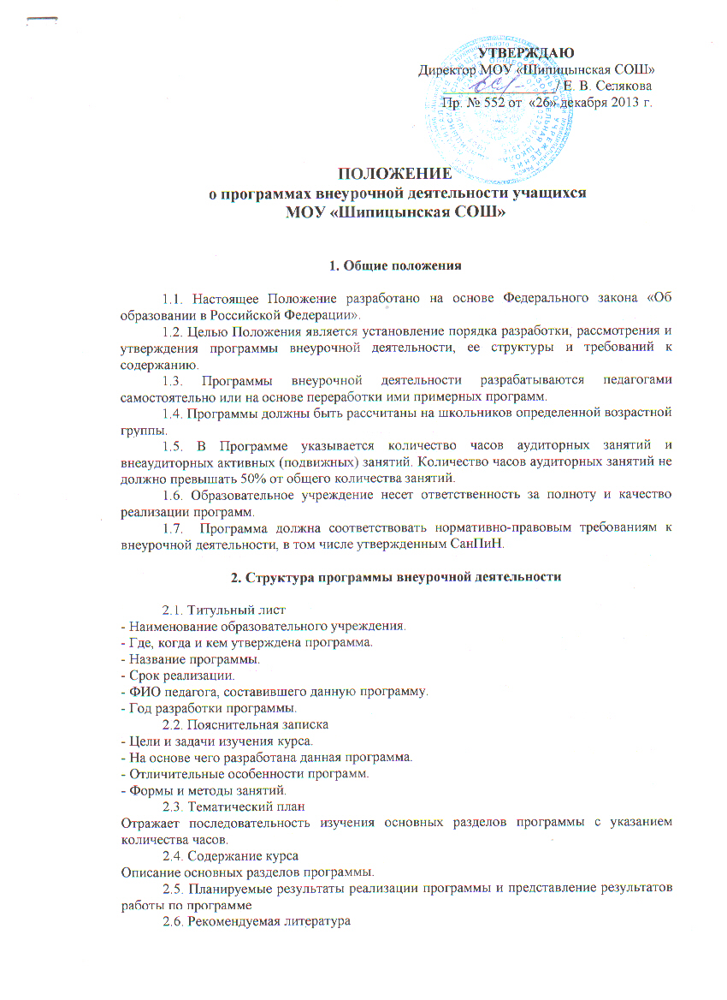 УТВЕРЖДАЮ
Директор МОУ «Шипицынская СОШ»
/ Е. В. Селякова
Пр. № 552 от «26» декабря 2013 г.
ПОЛОЖЕНИЕ
о программах внеурочной деятельности учащихся
МОУ «Шипицынская СОШ»
1. Общие положения
1.1. Настоящее Положение разработано на основе Федерального закона «Об
образовании в Российской Федерации».
1.2. Целью Положения является установление порядка разработки, рассмотрения и
утверждения программы внеурочной деятельности, ее структуры и требований к
содержанию.
1.3. Программы внеурочной деятельности разрабатываются педагогами
самостоятельно или на основе переработки ими примерных программ.
1.4. Программы должны быть рассчитаны на школьников определенной возрастной
группы.
1.5. В Программе указывается количество часов аудиторных занятий и
внеаудиторных активных (подвижных) занятий. Количество часов аудиторных занятий не
должно превышать 50% от общего количества занятий.
1.6. Образовательное учреждение несет ответственность за полноту и качество
реализации программ.
1.7. Программа должна соответствовать нормативно-правовым требованиям к
внеурочной деятельности, в том числе утвержденным СанПиН.
2. Структура программы внеурочной деятельности
2.1. Титульный лист
- Наименование образовательного учреждения.
- Где, когда и кем утверждена программа.
- Название программы.
- Срок реализации.
- ФИО педагога, составившего данную программу.
- Год разработки программы.
2.2. Пояснительная записка
- Цели и задачи изучения курса.
- На основе чего разработана данная программа.
- Отличительные особенности программ.
- Формы и методы занятий.
2.3. Тематический план
Отражает последовательность изучения основных разделов программы с указанием
количества часов.
2.4. Содержание курса
Описание основных разделов программы.
2.5. Планируемые результаты реализации программы и представление результатов
работы по программе
2.6. Рекомендуемая литература